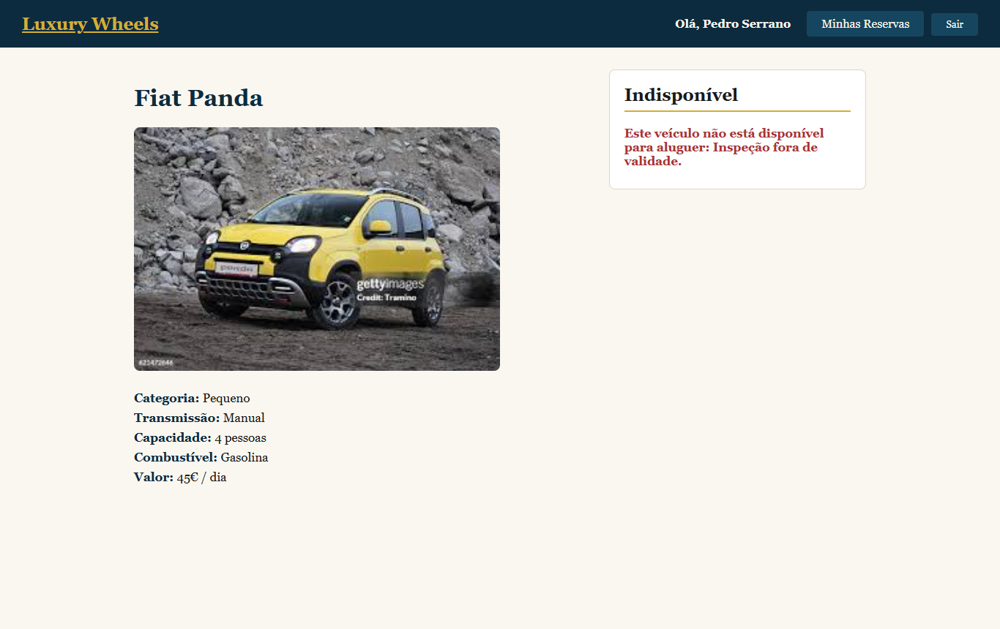 Luxury Wheels
Olá, Pedro Serrano
Minhas Reservas
Sair
Fiat Panda
panda
gettyimages
Credit: Tramino
621472646
Categoria: Pequeno
Transmissão: Manual
Capacidade: 4 pessoas
Combustível: Gasolina
Valor: 45€ / dia
Indisponível
Este veículo não está disponível
para aluguer: Inspeção fora de
validade.